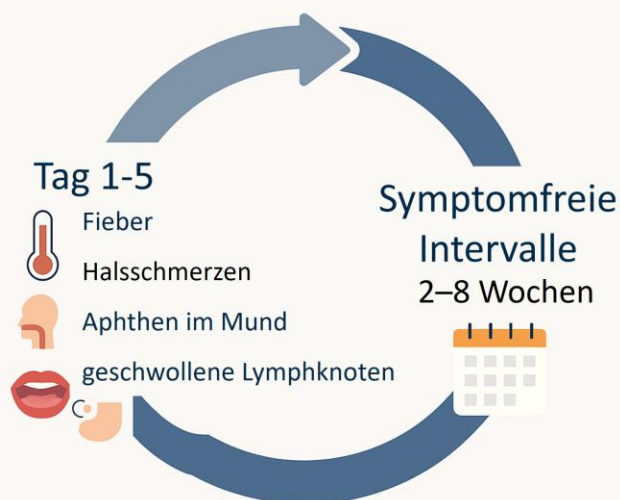 Tag 1-5
Fieber
Halsschmerzen
Aphthen im Mund
geschwollene Lymphknoten
Symptomfreie
Intervalle
2–8 Wochen